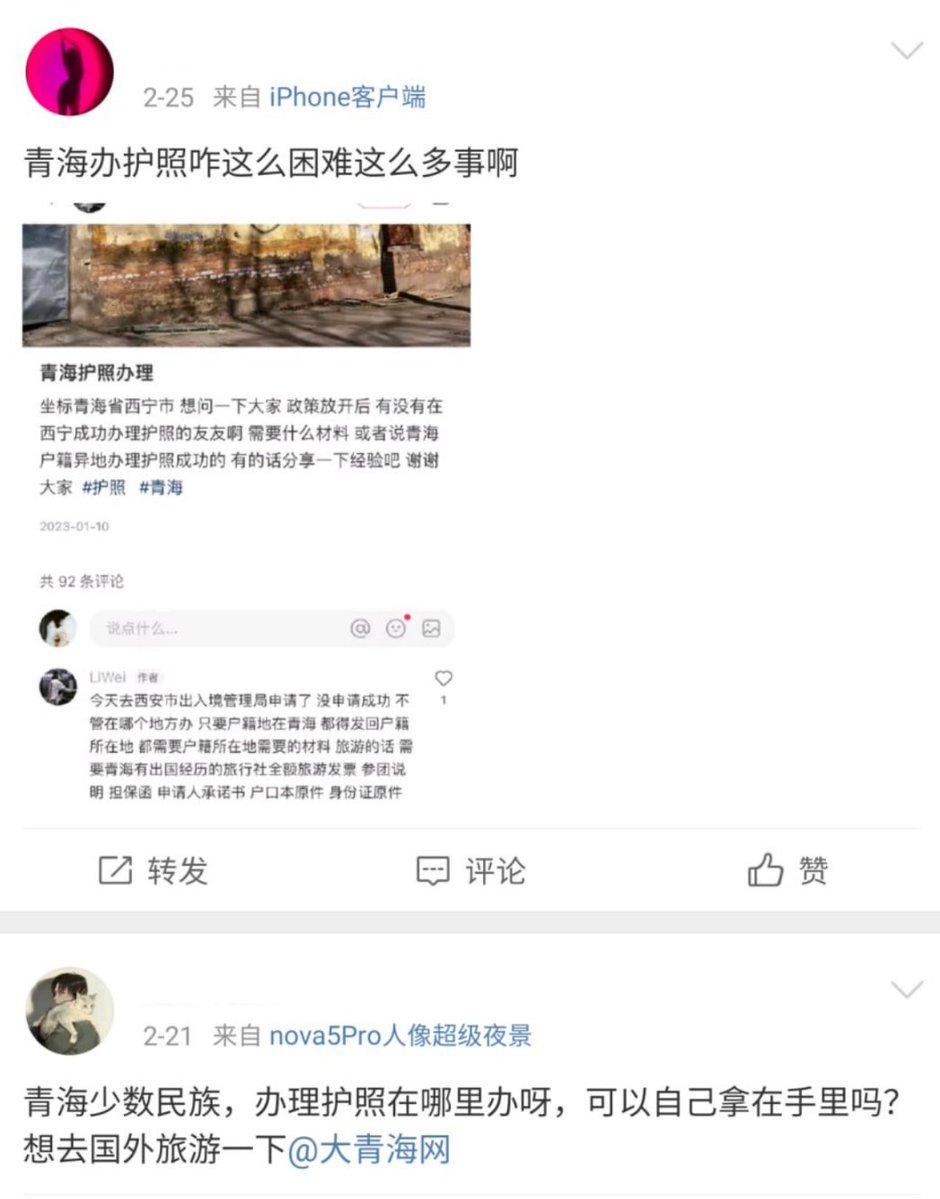 2-25 来自 iPhone客户端
青海办护照咋这么困难这么多事啊
青海护照办理
坐标青海省西宁市 想问一下大家 政策放开后 有没有在
西宁成功办理护照的友友啊 需要什么材料 或者说青海
户籍异地办理护照成功的 有的话分享一下经验吧 谢谢
大家 #护照 #青海
2023-01-10
共 92 条评论
说点什么...
LiWei 作者
今天去西安市出入境管理局申请了 没申请成功 不
1
管在哪个地方办 只要户籍地在青海 都得发回户籍
所在地 都需要户籍所在地需要的材料 旅游的话 需
要青海有出国经历的旅行社全额旅游发票 参团说
明 担保函 申请人承诺书 户口本原件 身份证原件
转发 评论 赞
2-21 来自 nova5Pro人像超级夜景
青海少数民族，办理护照在哪里办呀，可以自己拿在手里吗？
想去国外旅游一下@大青海网